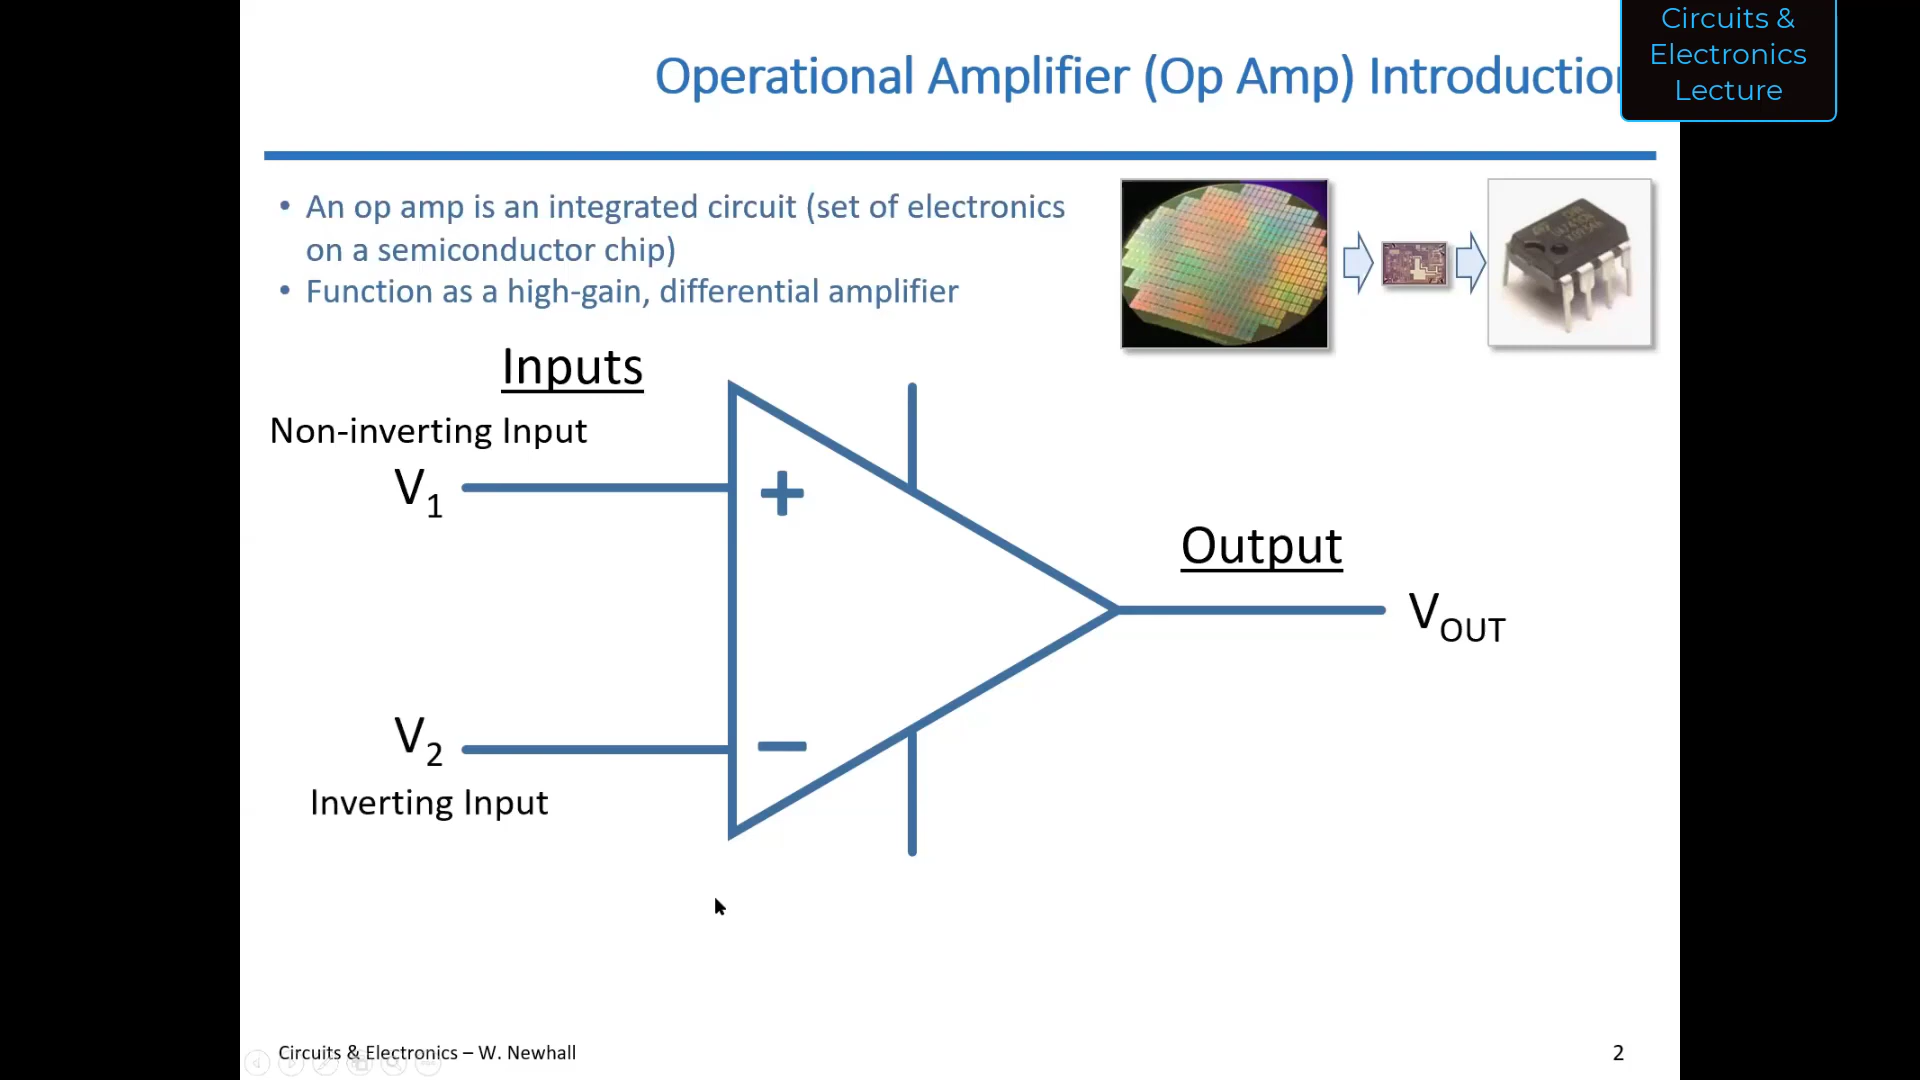 Circuits &
Electronics
Lecture
Operational Amplifier (Op Amp) Introductio
• An op amp is an integrated circuit (set of electronics
on a semiconductor chip)
• Function as a high-gain, differential amplifier
Inputs
Non-inverting Input
V1
+
Output
VOUT
V2
−
Inverting Input
Circuits & Electronics – W. Newhall
2